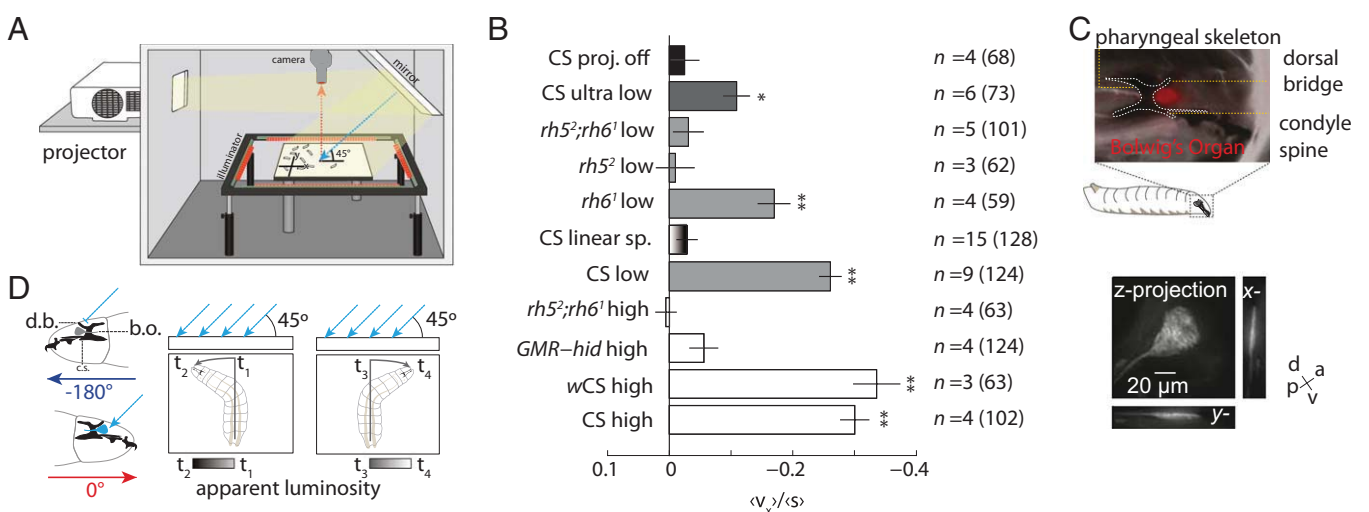 A
camera
mirror
projector
illuminator
45°
y
x
B
CS proj. off
n=4 (68)
CS ultra low
*
n=6 (73)
rh5²;rh6¹ low
n=5 (101)
rh5² low
n=3 (62)
rh6¹ low
**
n=4 (59)
CS linear sp.
n=15 (128)
CS low
**
n=9 (124)
rh5²;rh6¹ high
n=4 (63)
GMR–hid high
n=4 (124)
wCS high
**
n=3 (63)
CS high
**
n=4 (102)
0.1
0
−0.2
−0.4
‹vₓ›/‹s›
C
pharyngeal skeleton
dorsal
bridge
condyle
spine
Bolwig's Organ
z-projection
x-
20 µm
y-
d
p
a
v
D
d.b.
b.o.
c.s.
-180°
0°
45º
t₂
t₁
t₂
t₁
45º
t₃
t₄
t₃
t₄
apparent luminosity